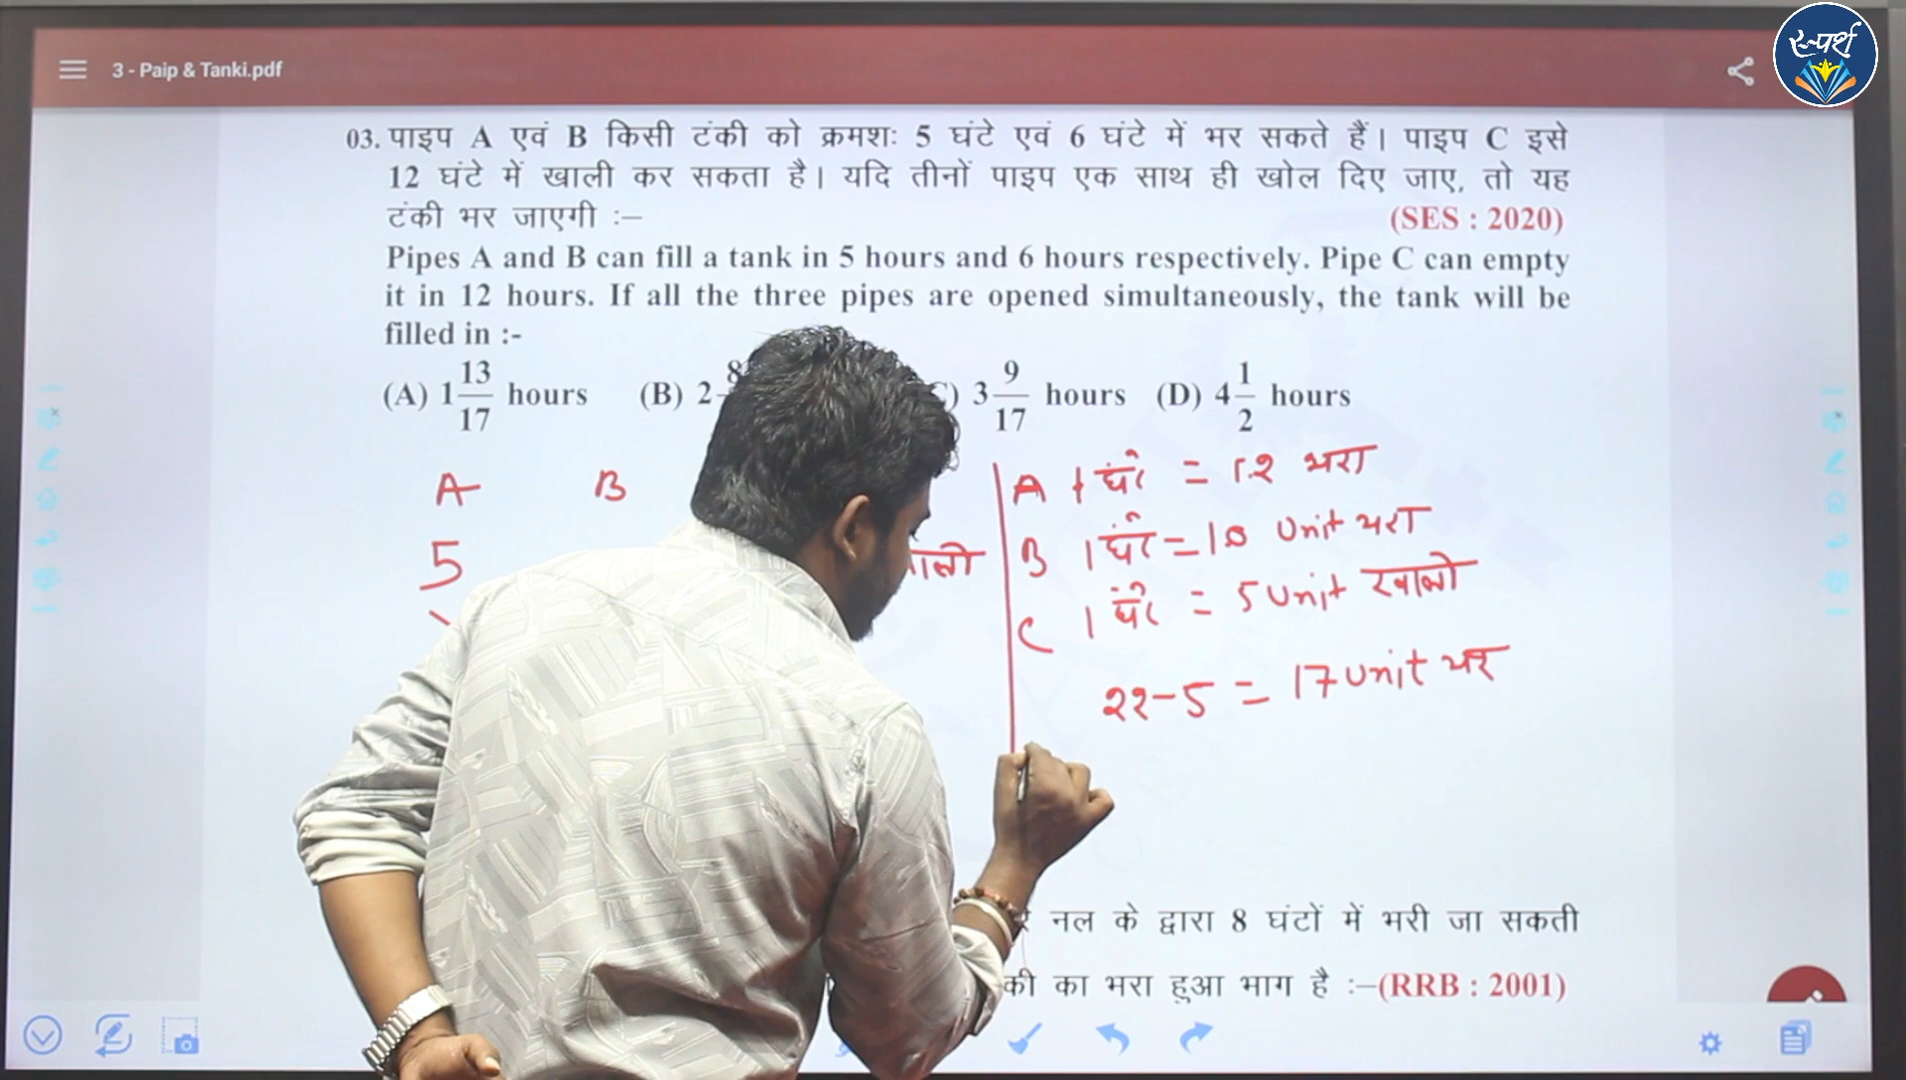 स्पर्श
3 - Paip & Tanki.pdf
03. पाइप A एवं B किसी टंकी को क्रमशः 5 घंटे एवं 6 घंटे में भर सकते हैं। पाइप C इसे
12 घंटे में खाली कर सकता है। यदि तीनों पाइप एक साथ ही खोल दिए जाए, तो यह
टंकी भर जाएगी :– (SES : 2020)
Pipes A and B can fill a tank in 5 hours and 6 hours respectively. Pipe C can empty
it in 12 hours. If all the three pipes are opened simultaneously, the tank will be
filled in :-
(A) 1 13/17 hours (B) 2 8 3 9/17 hours (D) 4 1/2 hours
A B
5
A 1 घंटे = 12 भरा
B 1 घंटे = 10 Unit भरा
C 1 घंटे = 5 Unit खाली
22-5 = 17 Unit भर
नल के द्वारा 8 घंटों में भरी जा सकती
की का भरा हुआ भाग है :–(RRB : 2001)